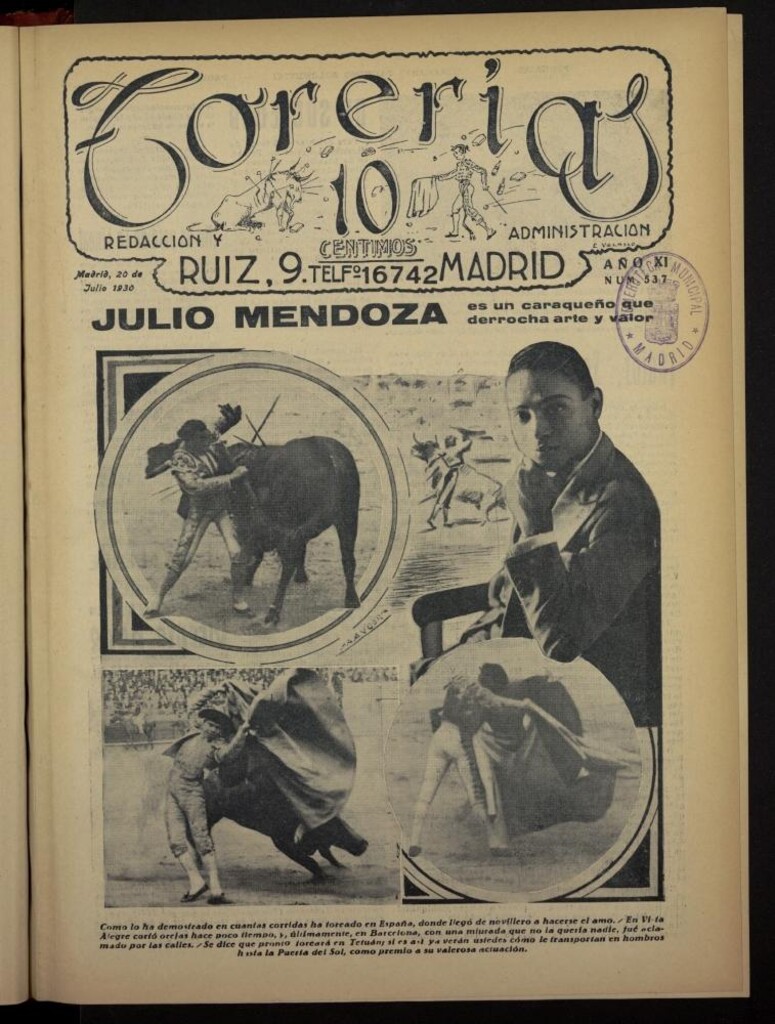 Torerías
10
CENTIMOS
REDACCION Y
ADMINISTRACION
RUIZ, 9. TELFº 16742 MADRID
Madrid, 20 de
Julio 1930
AÑO XI
NUM 537
HEMEROTECA MUNICIPAL
* MADRID *
JULIO MENDOZA
es un caraqueño que
derrocha arte y valor
Como lo ha demostrado en cuantas corridas ha toreado en España, donde llegó de novillero a hacerse el amo. / En Vista
Alegre cortó orejas hace poco tiempo, y, últimamente, en Barcelona, con una miurada que no la quería nadie, fué acla-
mado por las calles. / Se dice que pronto toreará en Tetuán; si es así ya verán ustedes cómo le transportan en hombros
hasta la Puerta del Sol, como premio a su valerosa actuación.